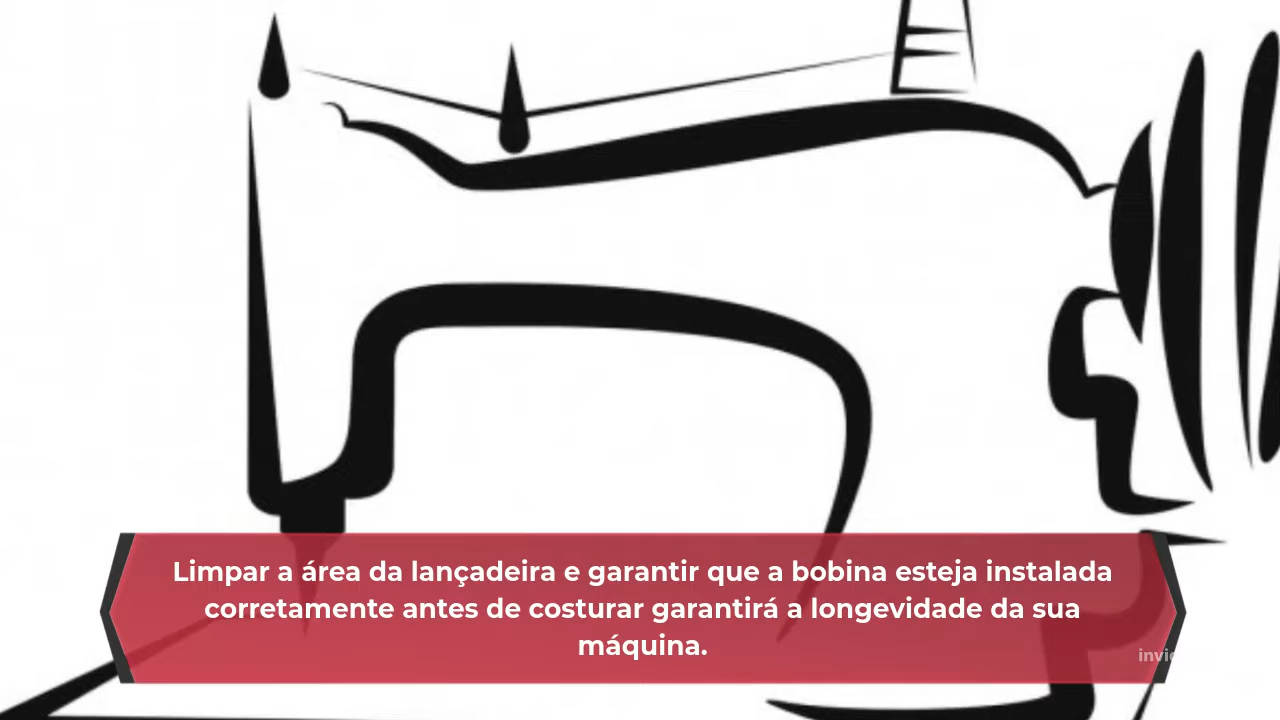 Limpar a área da lançadeira e garantir que a bobina esteja instalada
corretamente antes de costurar garantirá a longevidade da sua
máquina.